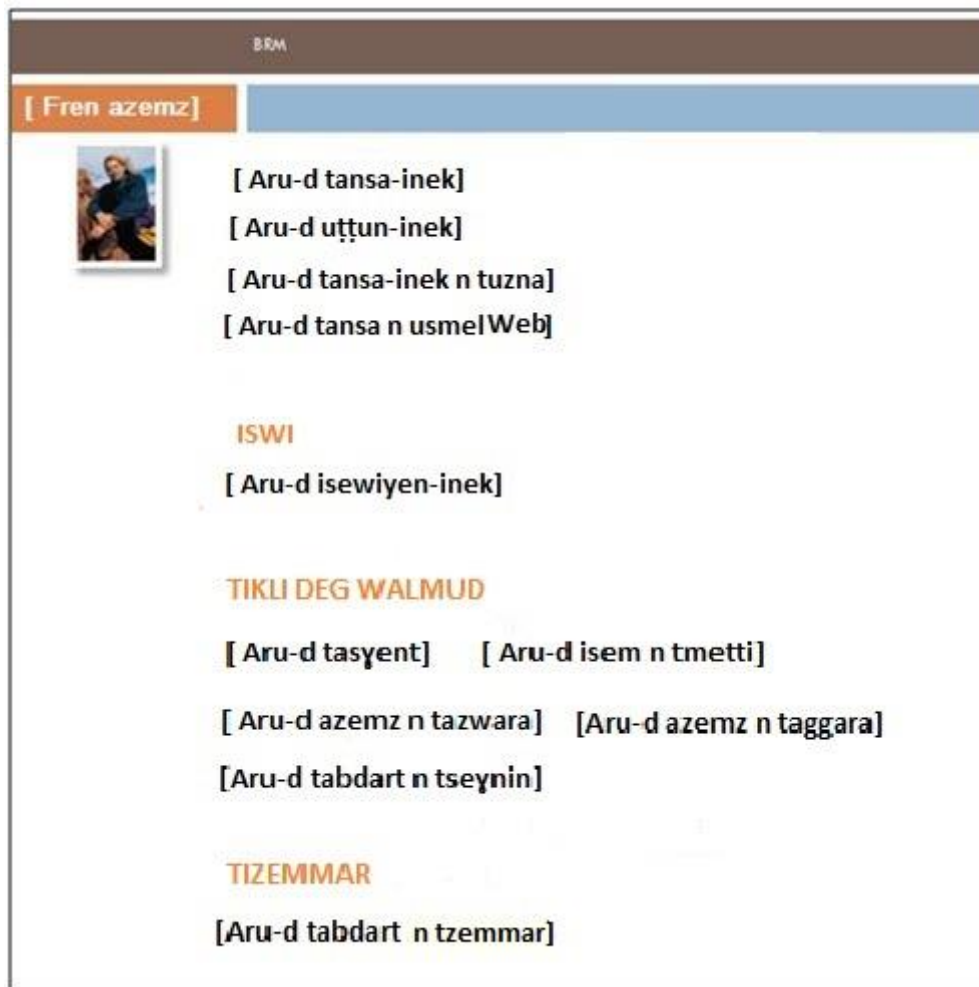 BRM
[ Fren azemz]
[ Aru-d tansa-inek]
[ Aru-d uṭṭun-inek]
[ Aru-d tansa-inek n tuzna]
[ Aru-d tansa n usmel Web]
ISWI
[ Aru-d isewiyen-inek]
TIKLI DEG WALMUD
[ Aru-d tasɣent] [ Aru-d isem n tmetti]
[ Aru-d azemz n tazwara] [Aru-d azemz n taggara]
[Aru-d tabdart n tseɣnin]
TIZEMMAR
[Aru-d tabdart n tzemmar]